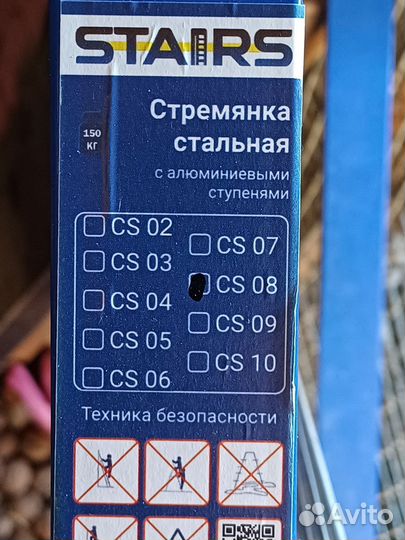 STAIRS
Стремянка
стальная
150
КГ
с алюминиевыми
ступенями
CS 02
CS 03
CS 04
CS 05
CS 06
CS 07
CS 08
CS 09
CS 10
Техника безопасности
Avito